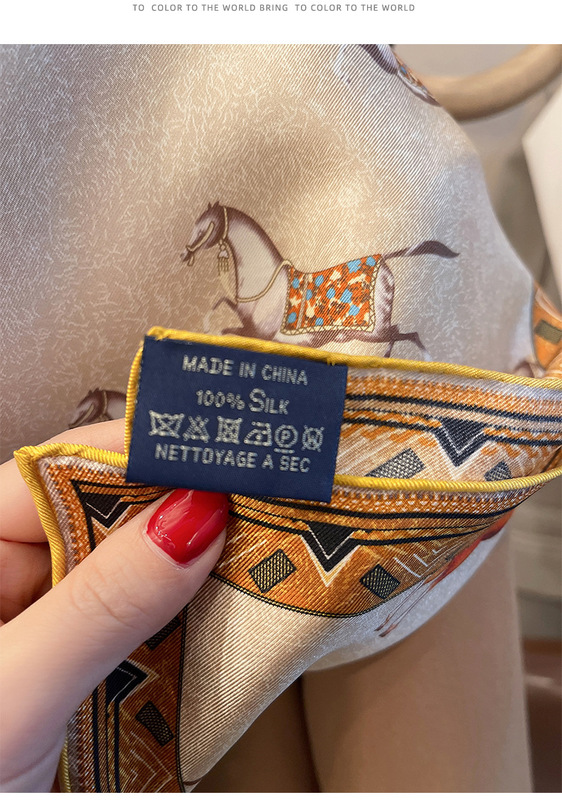 TO COLOR TO THE WORLD BRING TO COLOR TO THE WORLD
MADE IN CHINA
100% SILK
P
NETTOYAGE A SEC